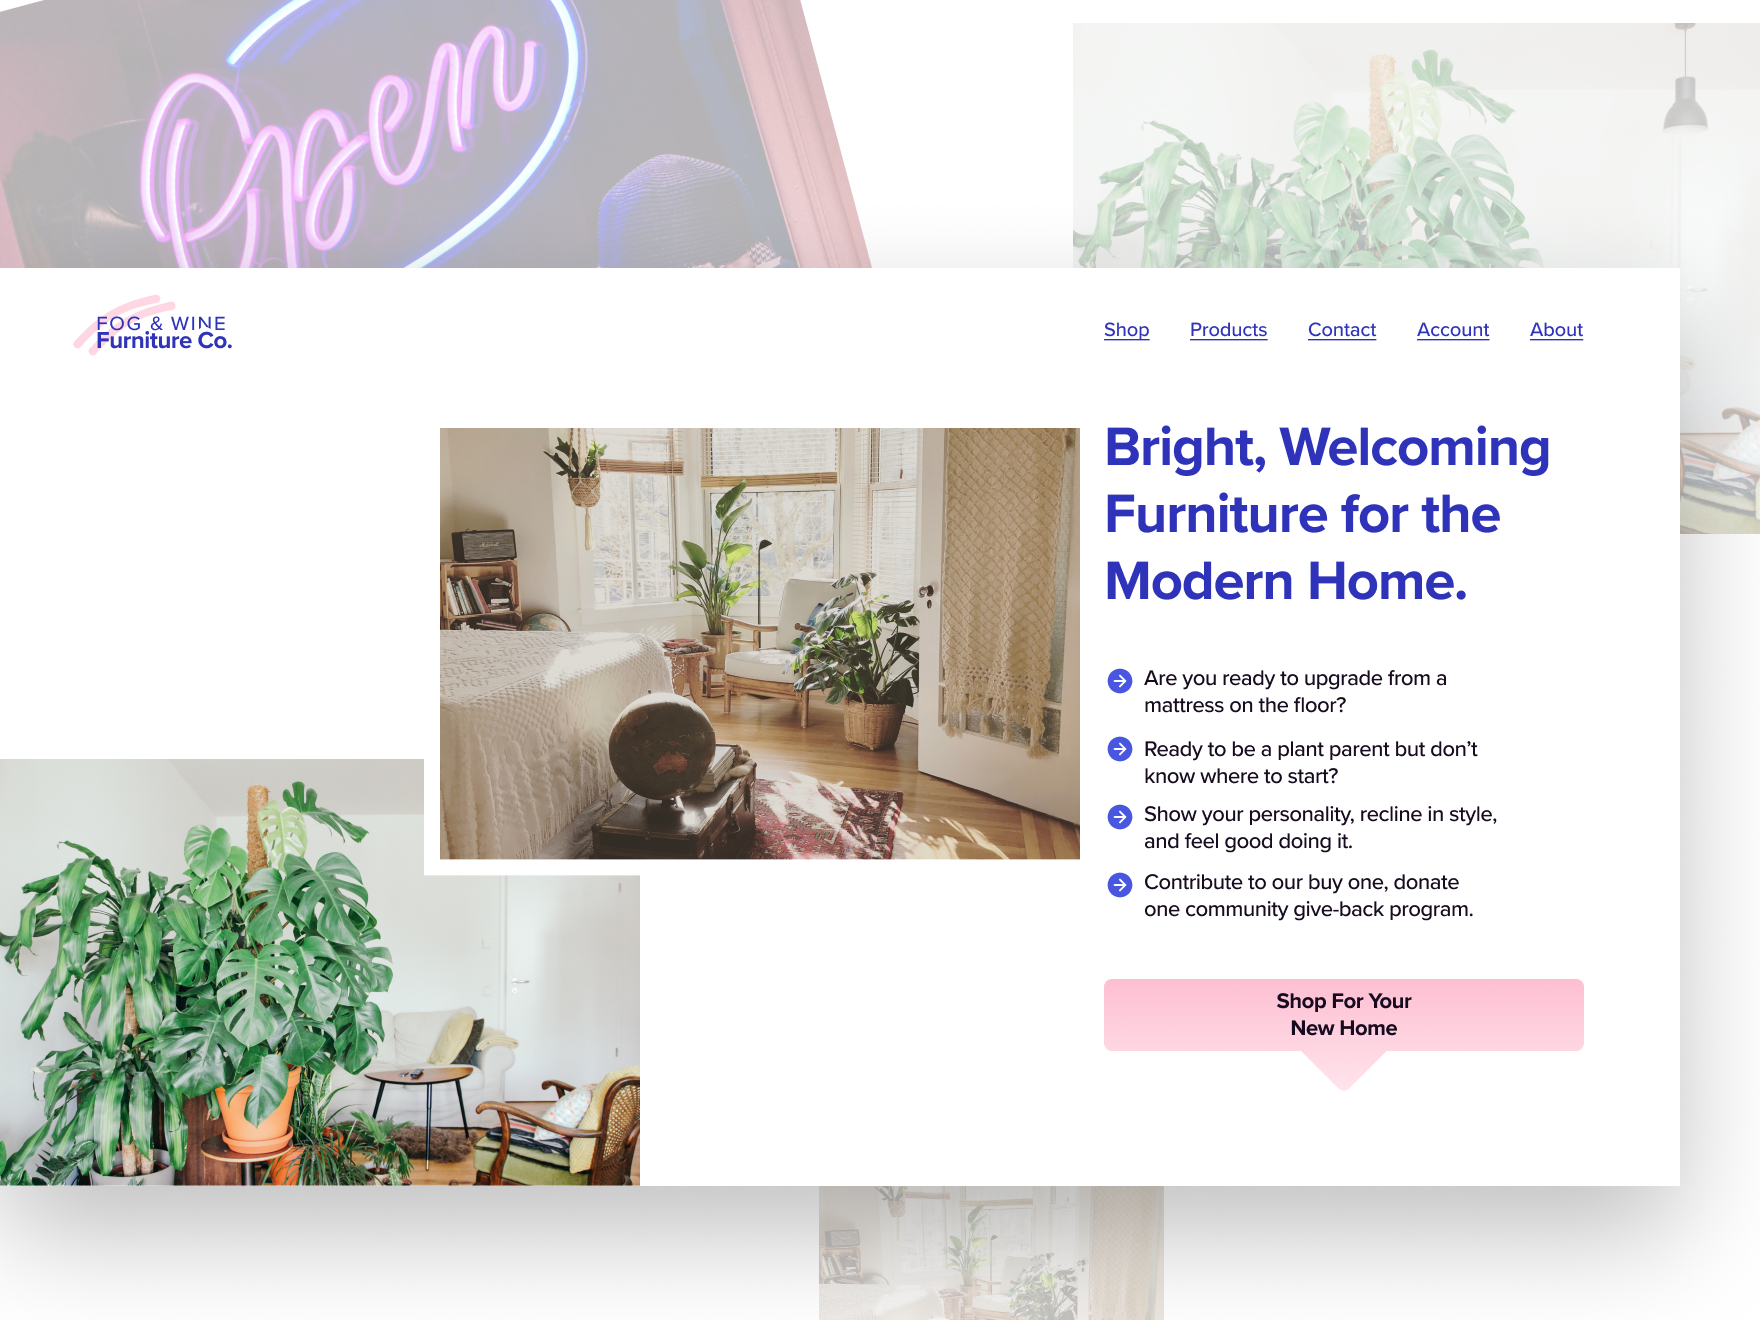 Open
FOG & WINE
Furniture Co.
Shop Products Contact Account About
Bright, Welcoming
Furniture for the
Modern Home.
Are you ready to upgrade from a
mattress on the floor?
Ready to be a plant parent but don’t
know where to start?
Show your personality, recline in style,
and feel good doing it.
Contribute to our buy one, donate
one community give-back program.
Shop For Your
New Home